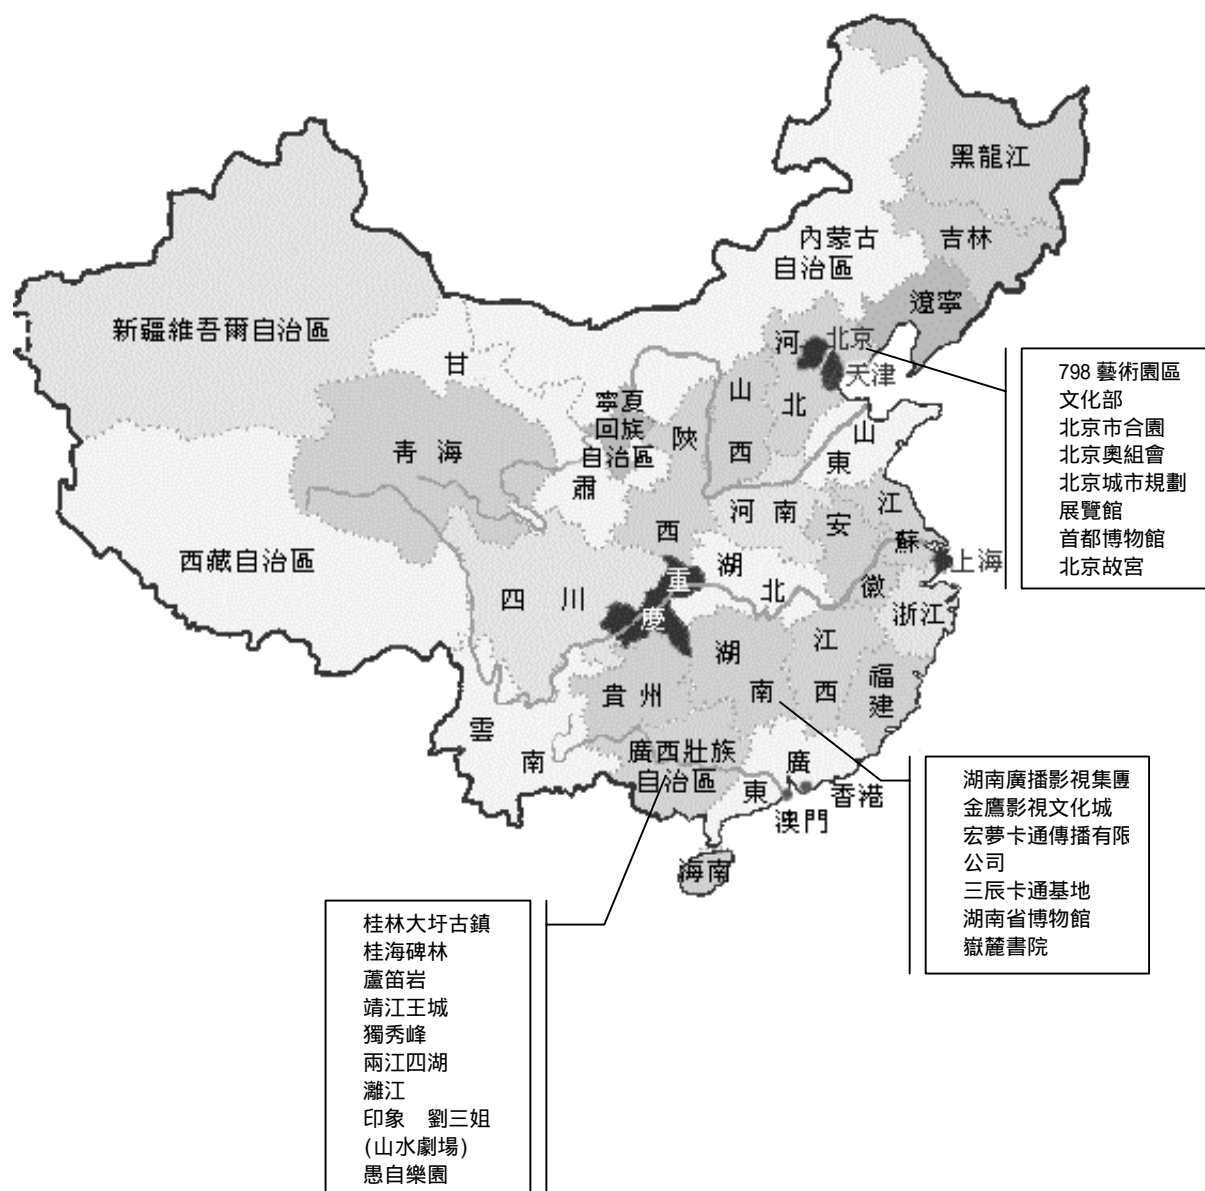 黑龍江
吉林
遼寧
內蒙古
自治區
新疆維吾爾自治區
甘
肅
寧夏
回族
自治區
青 海
西藏自治區
河
北
北京
天津
山
西
陝
西
山
東
河 南
安
徽
江
蘇
上海
浙江
湖
北
重
慶
四 川
湖
南
江
西
福
建
貴 州
雲
南
廣西壯族
自治區
廣
東
香港
澳門
海南
798 藝術園區
文化部
北京市合園
北京奧組會
北京城市規劃
展覽館
首都博物館
北京故宮
湖南廣播影視集團
金鷹影視文化城
宏夢卡通傳播有限
公司
三辰卡通基地
湖南省博物館
嶽麓書院
桂林大圩古鎮
桂海碑林
蘆笛岩
靖江王城
獨秀峰
兩江四湖
灕江
印象　劉三姐
(山水劇場)
愚自樂園